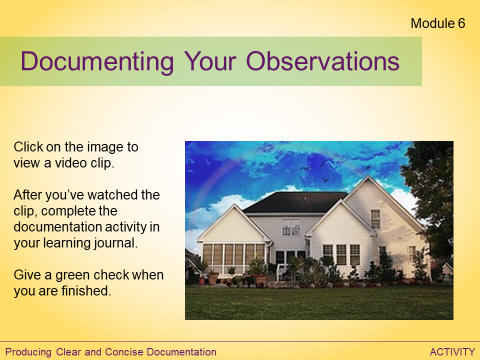 Module 6
Documenting Your Observations
Click on the image to
view a video clip.
After you've watched the
clip, complete the
documentation activity in
your learning journal.
Give a green check when
you are finished.
Producing Clear and Concise Documentation
ACTIVITY